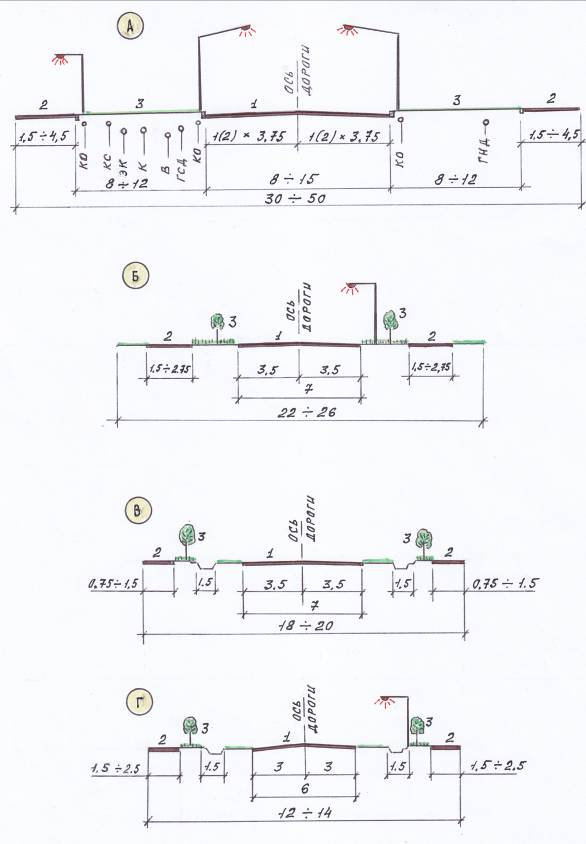 А
ОСЬ
ДОРОГИ
2 3 1 3 2
1,5÷4,5 1(2) × 3,75 1(2) × 3,75 1,5÷4,5
КО КС ЭК К В ГСД КО КО ГНД
8÷12 8÷15 8÷12
30÷50
Б
ОСЬ
ДОРОГИ
2 3 1 3 2
1,5÷2,75 3,5 3,5 1,5÷2,75
7
22÷26
В
ОСЬ
ДОРОГИ
2 3 1 3 2
0,75÷1,5 1.5 3,5 3,5 1.5 0,75÷1.5
7
18÷20
Г
ОСЬ
ДОРОГИ
2 3 1 3 2
1.5÷2.5 1.5 3 3 1.5 1,5÷2,5
6
12÷14